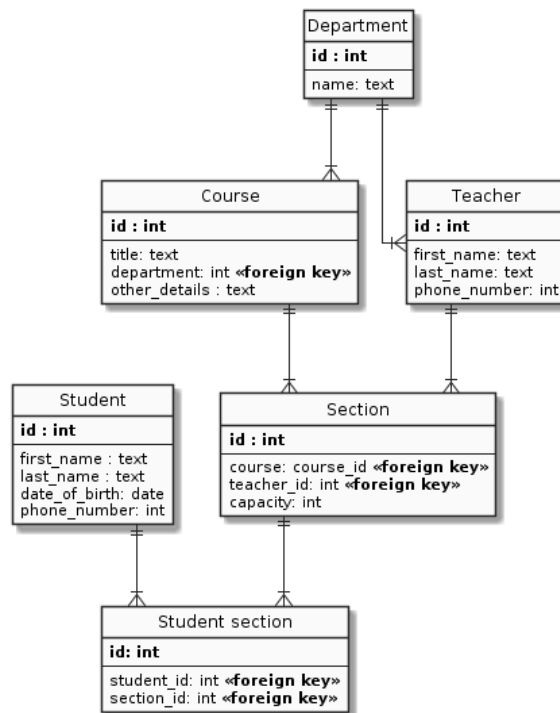 Department
id : int
name: text
Course
id : int
title: text
department: int «foreign key»
other_details : text
Teacher
id : int
first_name: text
last_name: text
phone_number: int
Student
id : int
first_name : text
last_name : text
date_of_birth: date
phone_number: int
Section
id : int
course: course_id «foreign key»
teacher_id: int «foreign key»
capacity: int
Student section
id: int
student_id: int «foreign key»
section_id: int «foreign key»